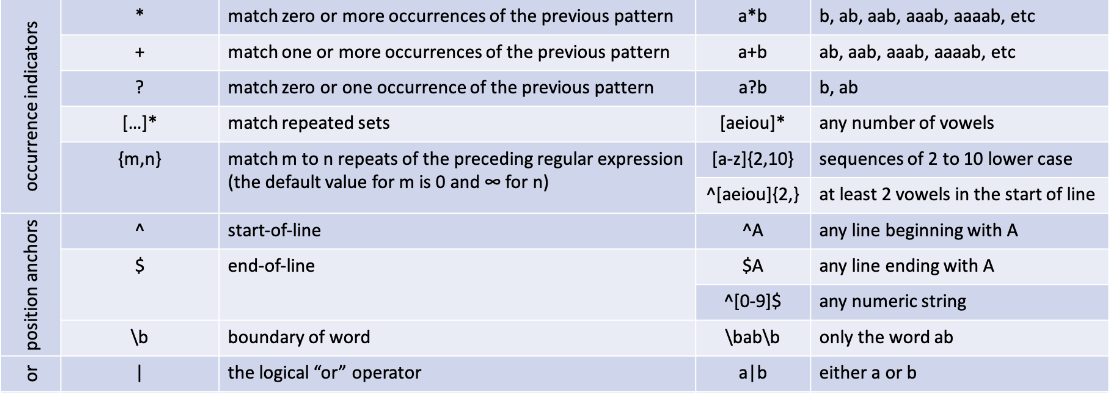 occurrence indicators
* match zero or more occurrences of the previous pattern a*b b, ab, aab, aaab, aaaab, etc
+ match one or more occurrences of the previous pattern a+b ab, aab, aaab, aaaab, etc
? match zero or one occurrence of the previous pattern a?b b, ab
[...]* match repeated sets [aeiou]* any number of vowels
{m,n} match m to n repeats of the preceding regular expression [a-z]{2,10} sequences of 2 to 10 lower case
(the default value for m is 0 and ∞ for n)
^[aeiou]{2,} at least 2 vowels in the start of line
position anchors
^ start-of-line ^A any line beginning with A
$ end-of-line $A any line ending with A
^[0-9]$ any numeric string
\b boundary of word \bab\b only the word ab
or
| the logical “or” operator a|b either a or b